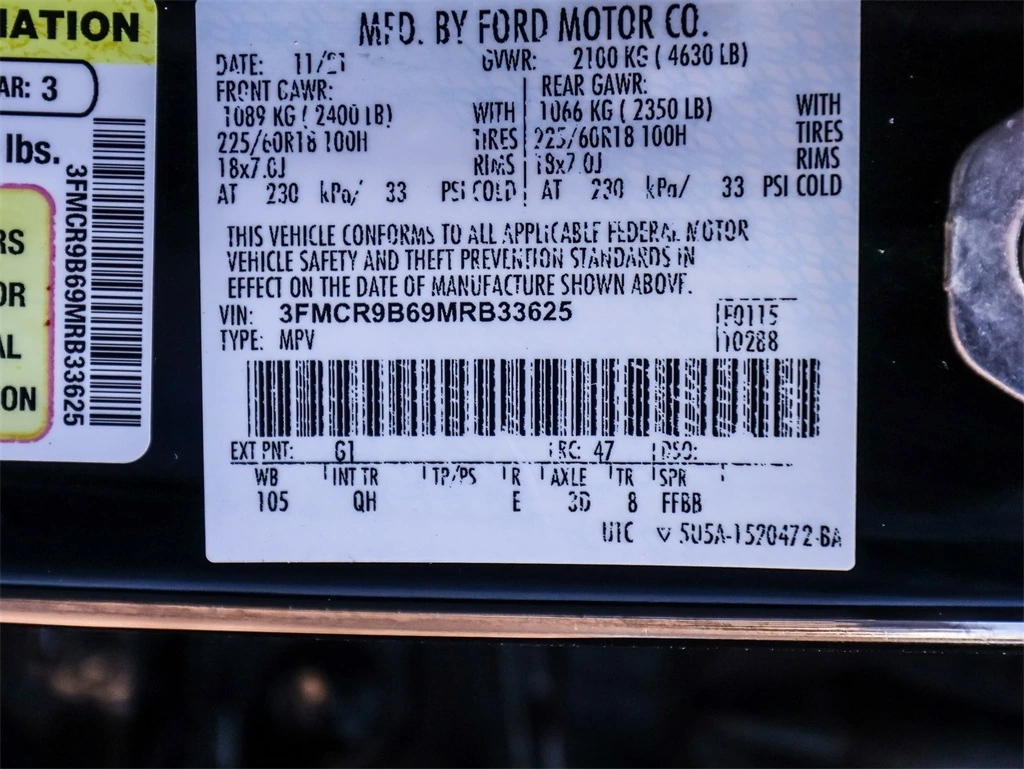 IATION
AR: 3
lbs.
3FMCR9B69MRB33625
RS
OR
AL
ON
MFD. BY FORD MOTOR CO.
DATE: 11/21 GVWR: 2100 KG ( 4630 LB)
FRONT GAWR: REAR GAWR:
1089 KG ( 2400 LB) WITH 1066 KG ( 2350 LB) WITH
225/60R18 100H TIRES 225/60R18 100H TIRES
18x7.0J RIMS 18x7.0J RIMS
AT 230 kPa/ 33 PSI COLD AT 230 kPa/ 33 PSI COLD
THIS VEHICLE CONFORMS TO ALL APPLICABLE FEDERAL MOTOR
VEHICLE SAFETY AND THEFT PREVENTION STANDARDS IN
EFFECT ON THE DATE OF MANUFACTURE SHOWN ABOVE.
VIN: 3FMCR9B69MRB33625 F0115
TYPE: MPV 10288
EXT PNT: G1 RC: 47 DSO:
WB INT TR TP/PS R AXLE TR SPR
105 QH E 3D 8 FFBB
UTC 5U5A-1520472-BA